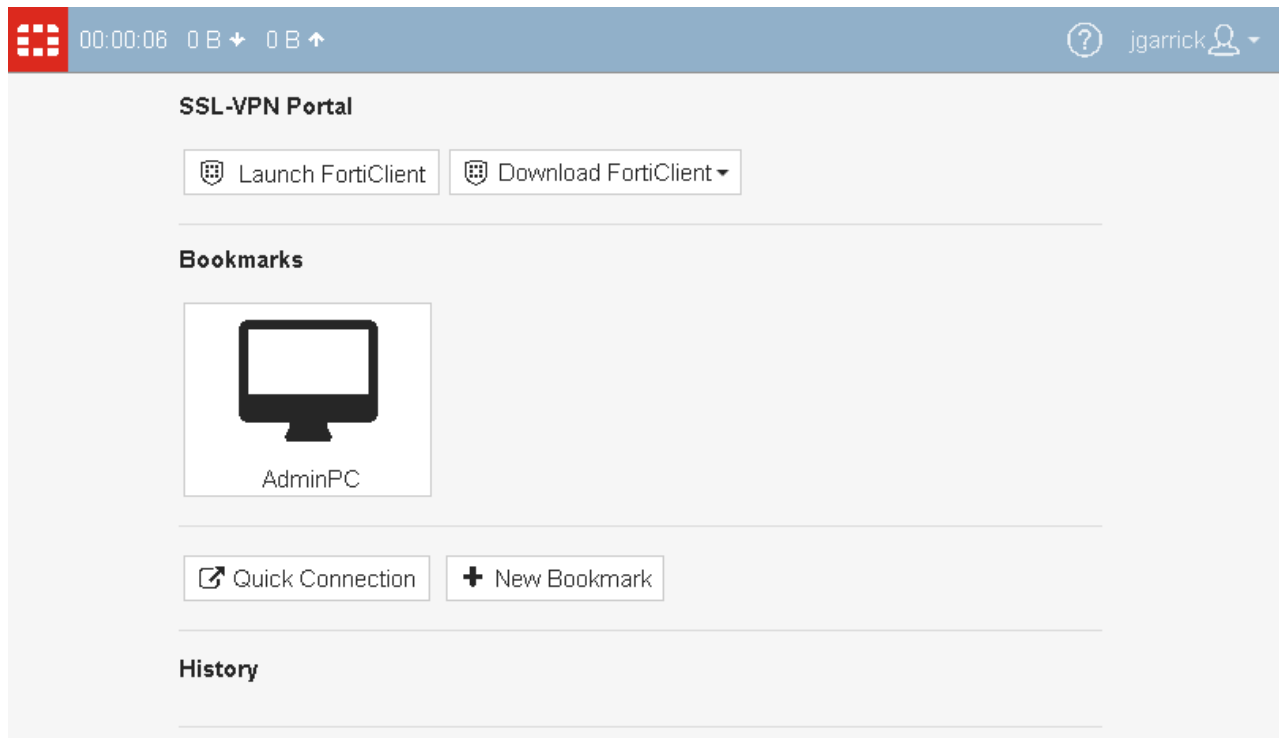 00:00:06 0 B 0 B jgarrick
SSL-VPN Portal
Launch FortiClient Download FortiClient
Bookmarks
AdminPC
Quick Connection New Bookmark
History